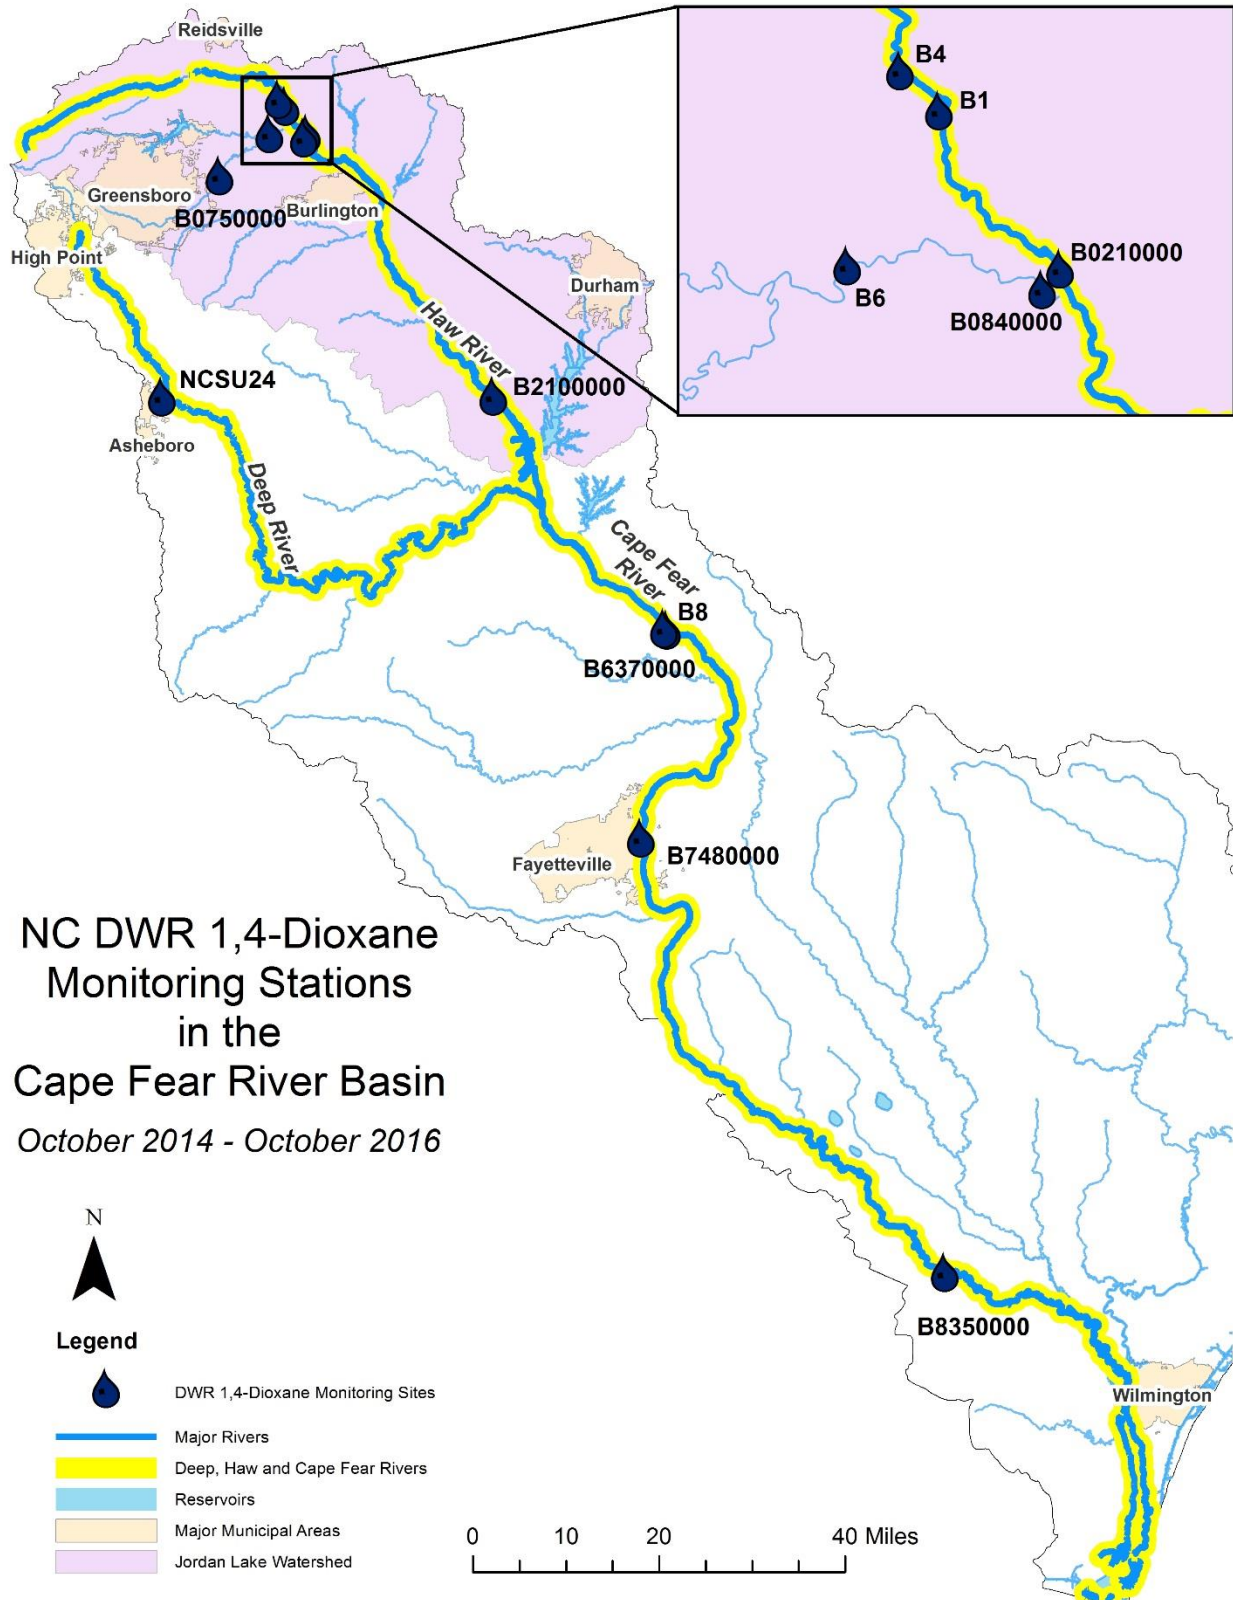 Reidsville
B4
B1
Greensboro
B0750000
Burlington
B0210000
B6
B0840000
High Point
Durham
Haw River
NCSU24
B2100000
Asheboro
Deep River
Cape Fear
River
B8
B6370000
Fayetteville
B7480000
NC DWR 1,4-Dioxane
Monitoring Stations
in the
Cape Fear River Basin
October 2014 - October 2016
N
Legend
DWR 1,4-Dioxane Monitoring Sites
Major Rivers
Deep, Haw and Cape Fear Rivers
Reservoirs
Major Municipal Areas
Jordan Lake Watershed
B8350000
Wilmington
0 10 20 40 Miles